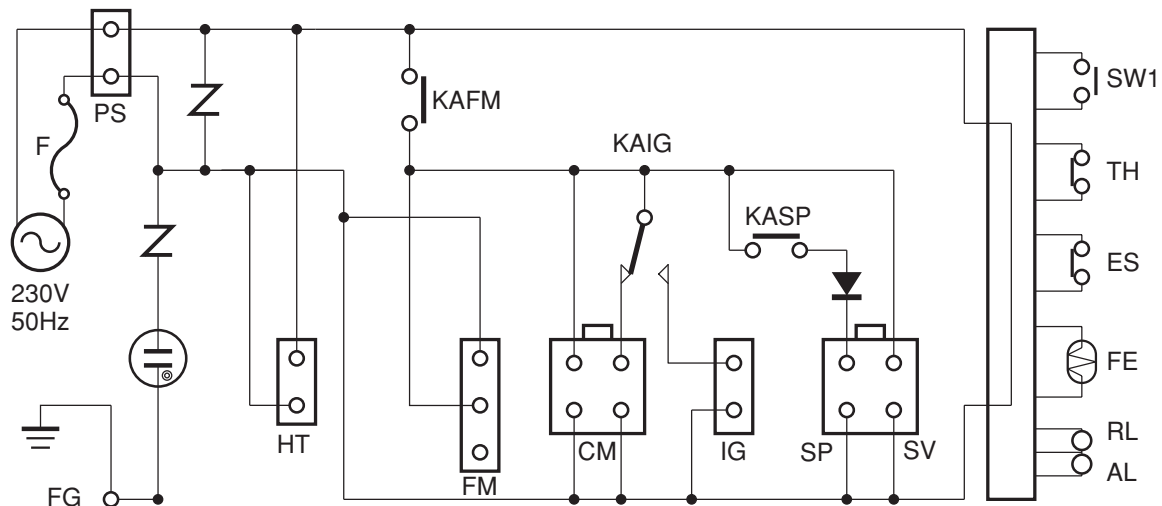 PS
F
230V
50Hz
FG
HT
KAFM
FM
KAIG
CM
IG
KASP
SP
SV
SW1
TH
ES
FE
RL
AL